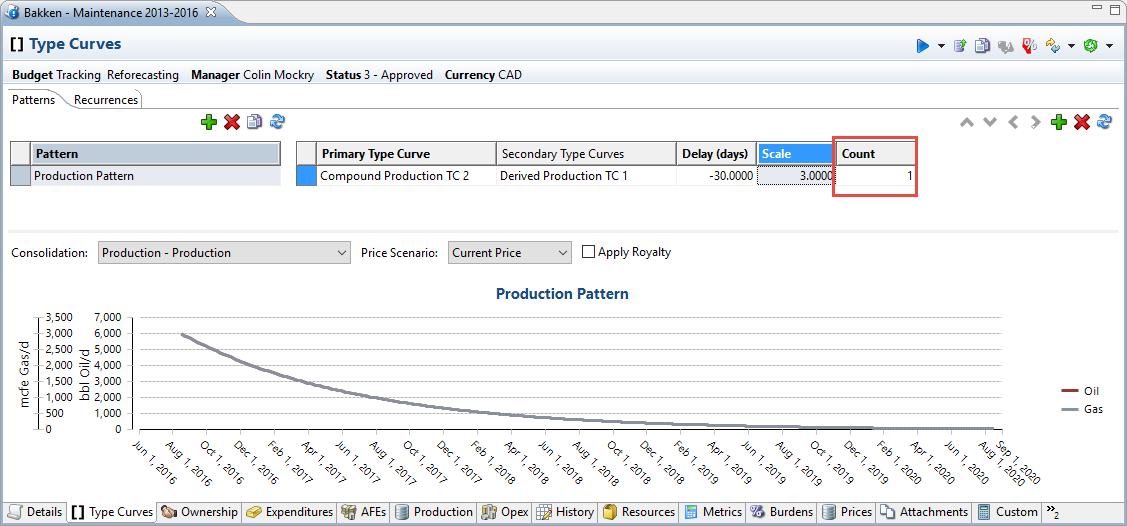 Bakken - Maintenance 2013-2016
[] Type Curves
Budget Tracking Reforecasting Manager Colin Mockry Status 3 - Approved Currency CAD
Patterns Recurrences
Pattern Primary Type Curve Secondary Type Curves Delay (days) Scale Count
Production Pattern Compound Production TC 2 Derived Production TC 1 -30.0000 3.0000 1
Consolidation: Production - Production Price Scenario: Current Price Apply Royalty
Production Pattern
3,500 7,000
3,000 6,000
2,500 5,000
2,000 4,000
1,500 3,000
1,000 2,000
500 1,000
0 0
mcfe Gas/d
bbl Oil/d
Oil
Gas
Jun 1, 2016
Aug 1, 2016
Oct 1, 2016
Dec 1, 2016
Feb 1, 2017
Apr 1, 2017
Jun 1, 2017
Aug 1, 2017
Oct 1, 2017
Dec 1, 2017
Feb 1, 2018
Apr 1, 2018
Jun 1, 2018
Aug 1, 2018
Oct 1, 2018
Dec 1, 2018
Feb 1, 2019
Apr 1, 2019
Jun 1, 2019
Aug 1, 2019
Oct 1, 2019
Dec 1, 2019
Feb 1, 2020
Apr 1, 2020
Jun 1, 2020
Aug 1, 2020
Sep 1, 2020
Details [] Type Curves Ownership Expenditures AFEs Production Opex History Resources Metrics Burdens Prices Attachments Custom »2